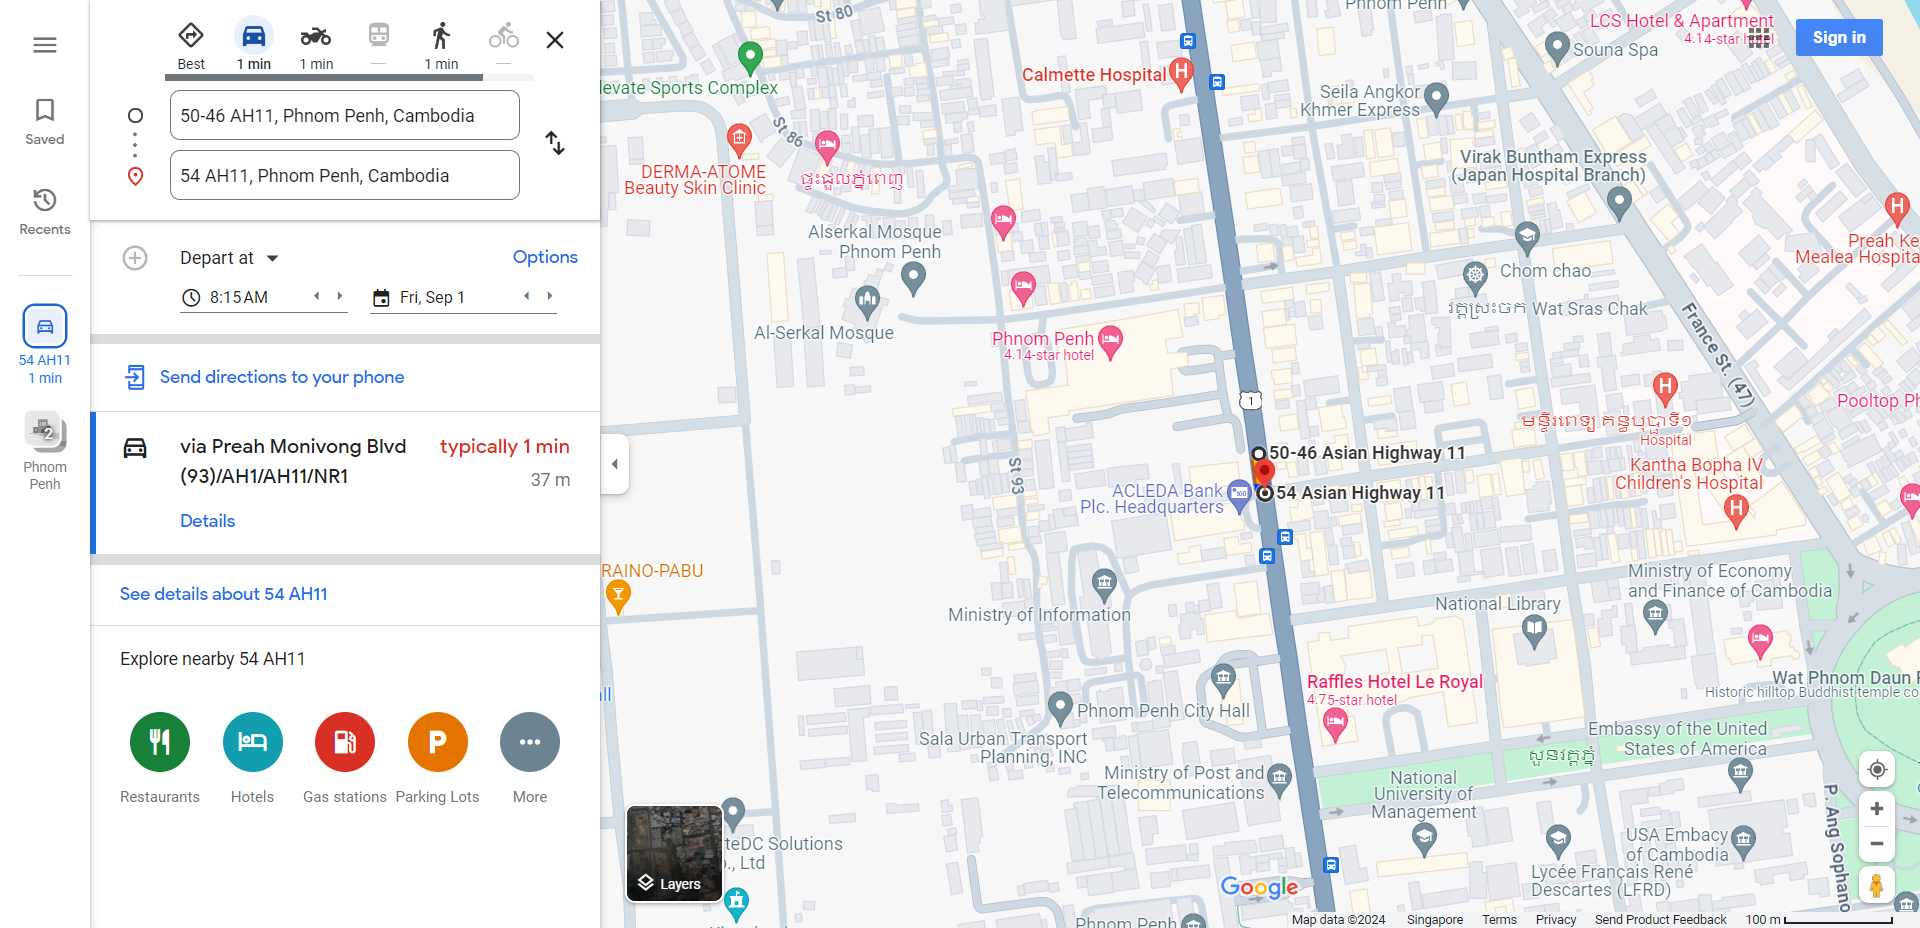 Best
1 min
1 min
—
1 min
—
Saved
Recents
54 AH11
1 min
Phnom
Penh
2
50-46 AH11, Phnom Penh, Cambodia
54 AH11, Phnom Penh, Cambodia
Depart at
Options
8:15 AM
Fri, Sep 1
Send directions to your phone
via Preah Monivong Blvd
(93)/AH1/AH11/NR1
typically 1 min
37 m
Details
See details about 54 AH11
Explore nearby 54 AH11
Restaurants
Hotels
Gas stations
P
Parking Lots
More
St 80
levate Sports Complex
St 86
DERMA-ATOME
Beauty Skin Clinic
ផ្ទះជួលភ្នំពេញ
Alserkal Mosque
Phnom Penh
Al-Serkal Mosque
Phnom Penh
4.14-star hotel
St 93
Calmette Hospital
H
Phnom Penh
LCS Hotel & Apartment
4.14-star hotel
Souna Spa
Sign in
Seila Angkor
Khmer Express
Virak Buntham Express
(Japan Hospital Branch)
H
Preah Ke
Mealea Hospita
Chom chao
វត្តស្រះចក Wat Sras Chak
France St. (47)
1
H
មន្ទីរពេទ្យ គន្ធបុប្ផាទី១
Hospital
Pooltop Ph
50-46 Asian Highway 11
54 Asian Highway 11
ACLEDA Bank
Plc. Headquarters
Kantha Bopha IV
Children's Hospital
H
RAINO-PABU
Ministry of Information
National Library
Ministry of Economy
and Finance of Cambodia
all
Raffles Hotel Le Royal
4.75-star hotel
Wat Phnom Daun P
Historic hilltop Buddhist temple co
Phnom Penh City Hall
Sala Urban Transport
Planning, INC
Ministry of Post and
Telecommunications
Embassy of the United
States of America
សួនវត្តភ្នំ
National
University of
Management
P. Ang Sophano
USA Embacy
of Cambodia
Lycée Français René
Descartes (LFRD)
teDC Solutions
o., Ltd
Layers
Phnom Penh
Google
Map data ©2024
Singapore
Terms
Privacy
Send Product Feedback
100 m